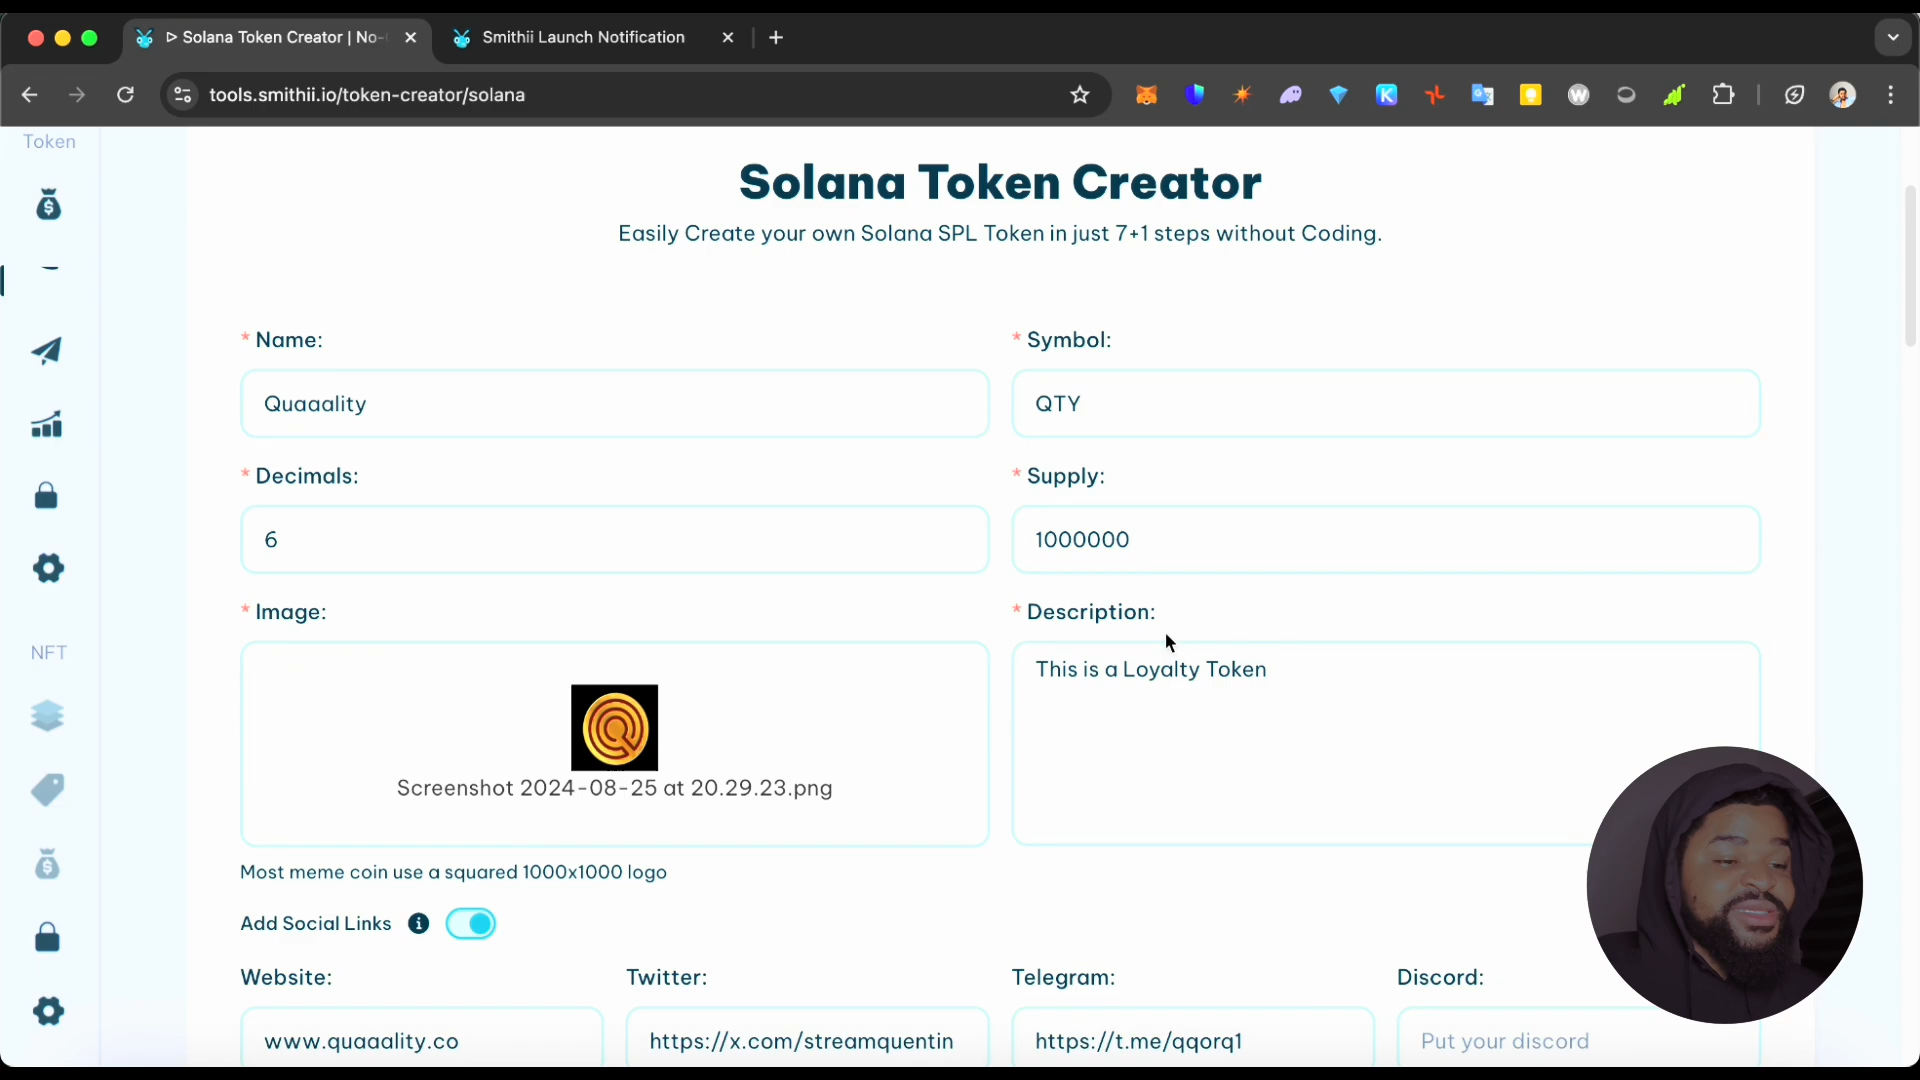 Solana Token Creator | No-
Smithii Launch Notification
tools.smithii.io/token-creator/solana
Token
Solana Token Creator
Easily Create your own Solana SPL Token in just 7+1 steps without Coding.
* Name:
* Symbol:
Quaaality
QTY
* Decimals:
* Supply:
6
1000000
* Image:
* Description:
NFT
This is a Loyalty Token
Screenshot 2024-08-25 at 20.29.23.png
Most meme coin use a squared 1000x1000 logo
Add Social Links
Website:
Twitter:
Telegram:
Discord:
www.quaaality.co
https://x.com/streamquentin
https://t.me/qqorq1
Put your discord